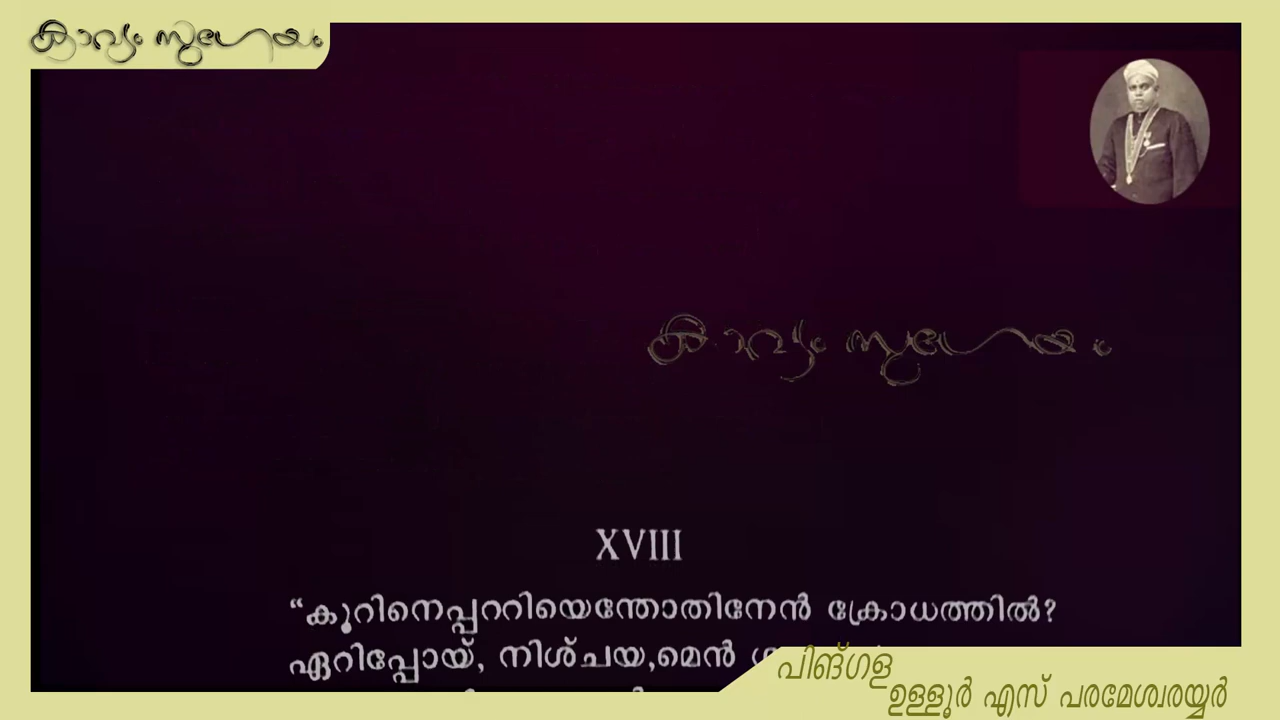 കാവ്യം സുഗേയം
കാവ്യം സുഗേയം
XVIII
“കൂറിനെപ്പററിയെന്തോതിനേൻ ക്രോധത്തിൽ?
ഏറിപ്പോയ്, നിശ്ചയ,മെൻ
പിങ്ഗള
ഉള്ളൂർ എസ് പരമേശ്വരയ്യർ